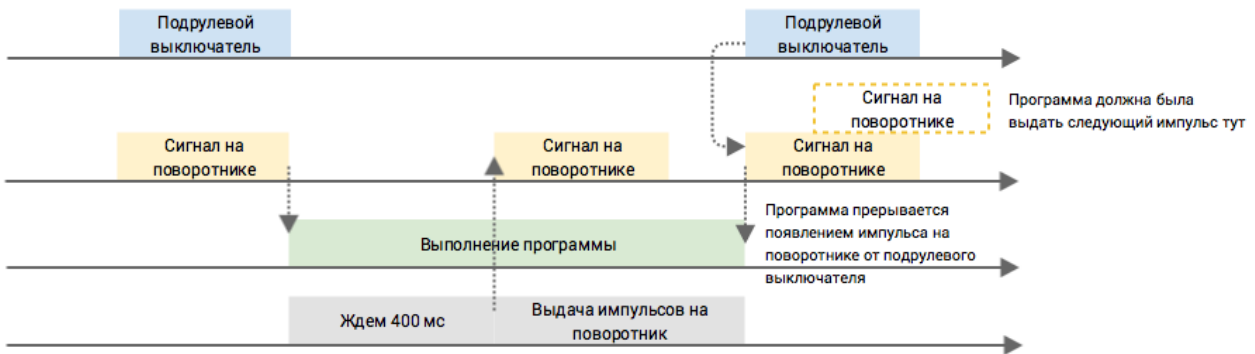 Подрулевой
выключатель
Подрулевой
выключатель
Сигнал на
поворотнике
Программа должна была
выдать следующий импульс тут
Сигнал на
поворотнике
Сигнал на
поворотнике
Сигнал на
поворотнике
Выполнение программы
Программа прерывается
появлением импульса на
поворотнике от подрулевого
выключателя
Ждем 400 мс
Выдача импульсов на
поворотник